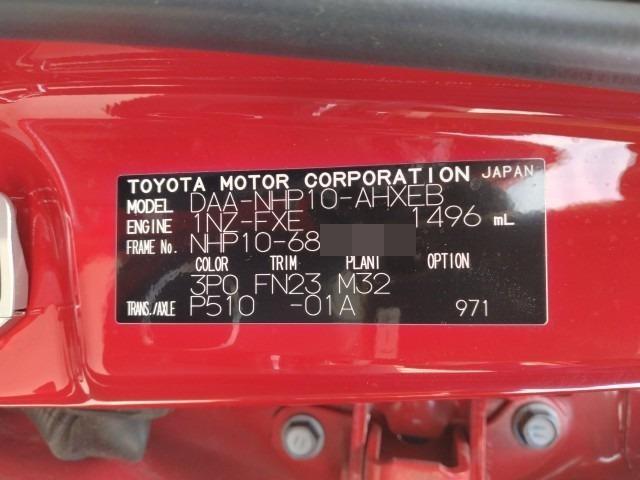 TOYOTA MOTOR CORPORATION JAPAN
MODEL DAA-NHP10-AHXEB
ENGINE 1NZ-FXE 1496 mL
FRAME No. NHP10-68
COLOR TRIM PLANT OPTION
3P0 FN23 M32
TRANS./AXLE P510 -01A 971